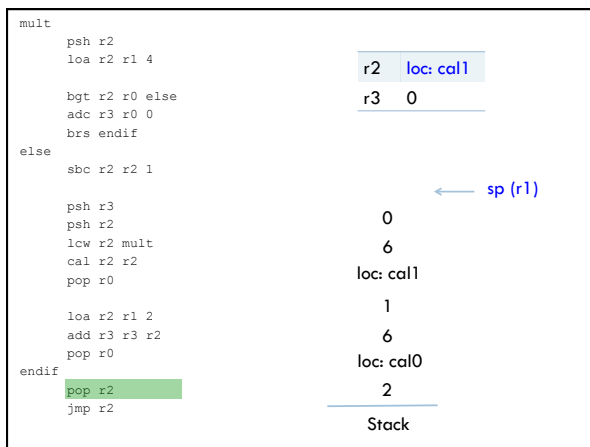 mult
psh r2
loa r2 r1 4
bgt r2 r0 else
adc r3 r0 0
brs endif
else
sbc r2 r2 1
psh r3
psh r2
lcw r2 mult
cal r2 r2
pop r0
loa r2 r1 2
add r3 r3 r2
pop r0
endif
pop r2
jmp r2
r2 loc: cal1
r3 0
sp (r1)
0
6
loc: cal1
1
6
loc: cal0
2
Stack